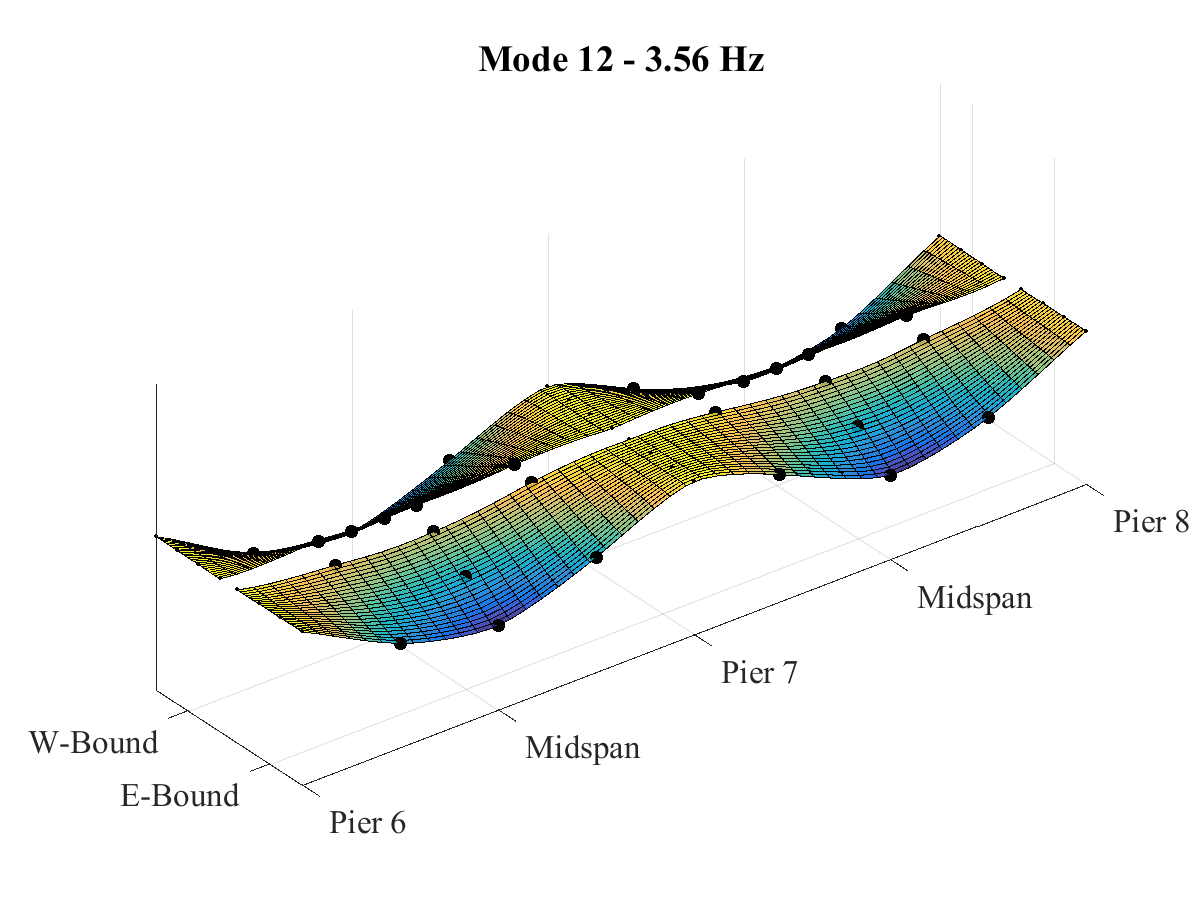 Mode 12 - 3.56 Hz
Pier 8
Midspan
Pier 7
W-Bound
Midspan
E-Bound
Pier 6